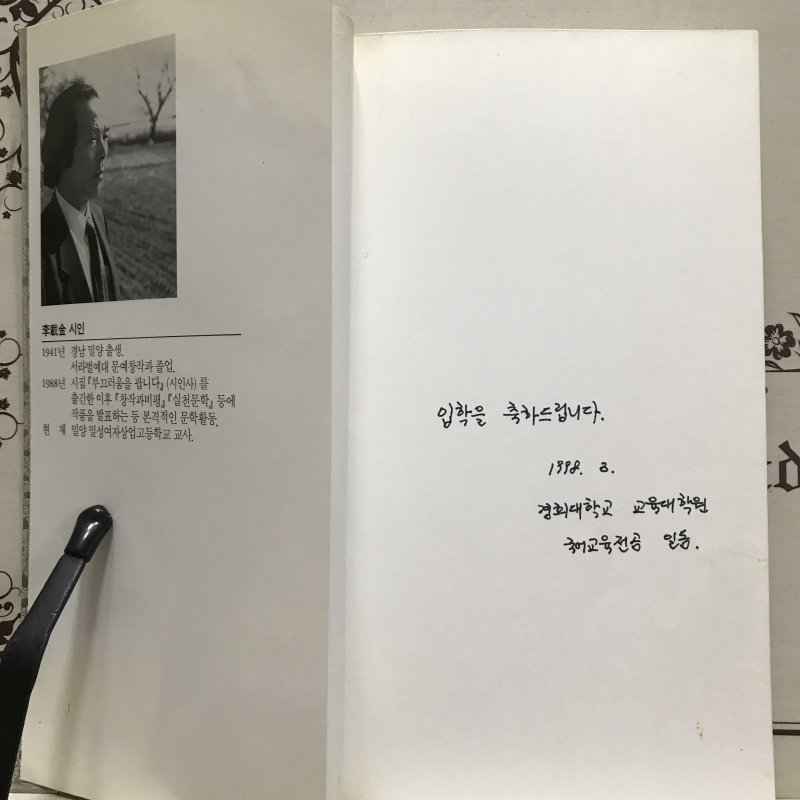 李載金 시인
1941년 경남 밀양 출생.
서라벌예대 문예창작과 졸업.
1988년 시집 『부끄러움을 팝니다』 (시인사) 를
출간한 이후 『창작과비평』 『실천문학』 등에
작품을 발표하는 등 본격적인 문학활동.
현 재 밀양 밀성여자상업고등학교 교사.
입학을 축하드립니다.
1998. 3.
경희대학교 교육대학원
국어교육전공 일동.